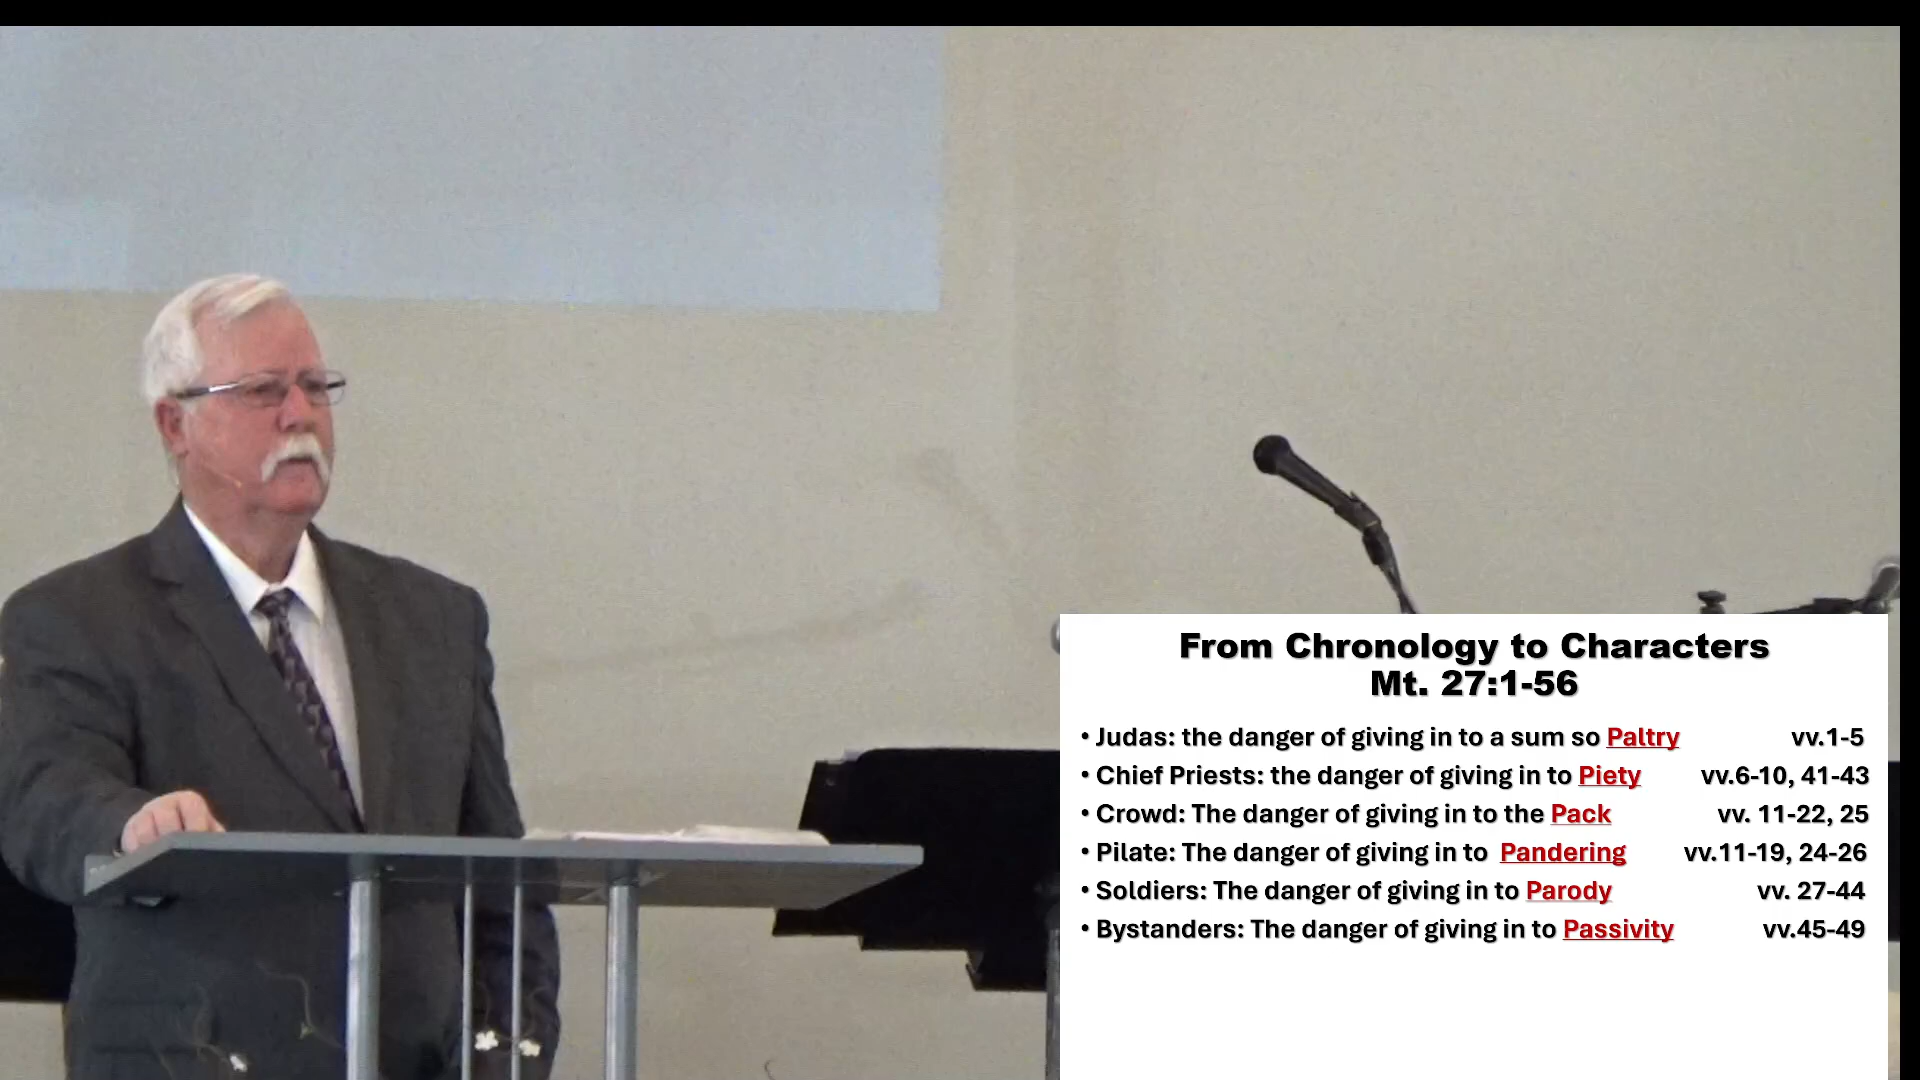 From Chronology to Characters
Mt. 27:1-56
• Judas: the danger of giving in to a sum so Paltry vv.1-5
• Chief Priests: the danger of giving in to Piety vv.6-10, 41-43
• Crowd: The danger of giving in to the Pack vv. 11-22, 25
• Pilate: The danger of giving in to Pandering vv.11-19, 24-26
• Soldiers: The danger of giving in to Parody vv. 27-44
• Bystanders: The danger of giving in to Passivity vv.45-49